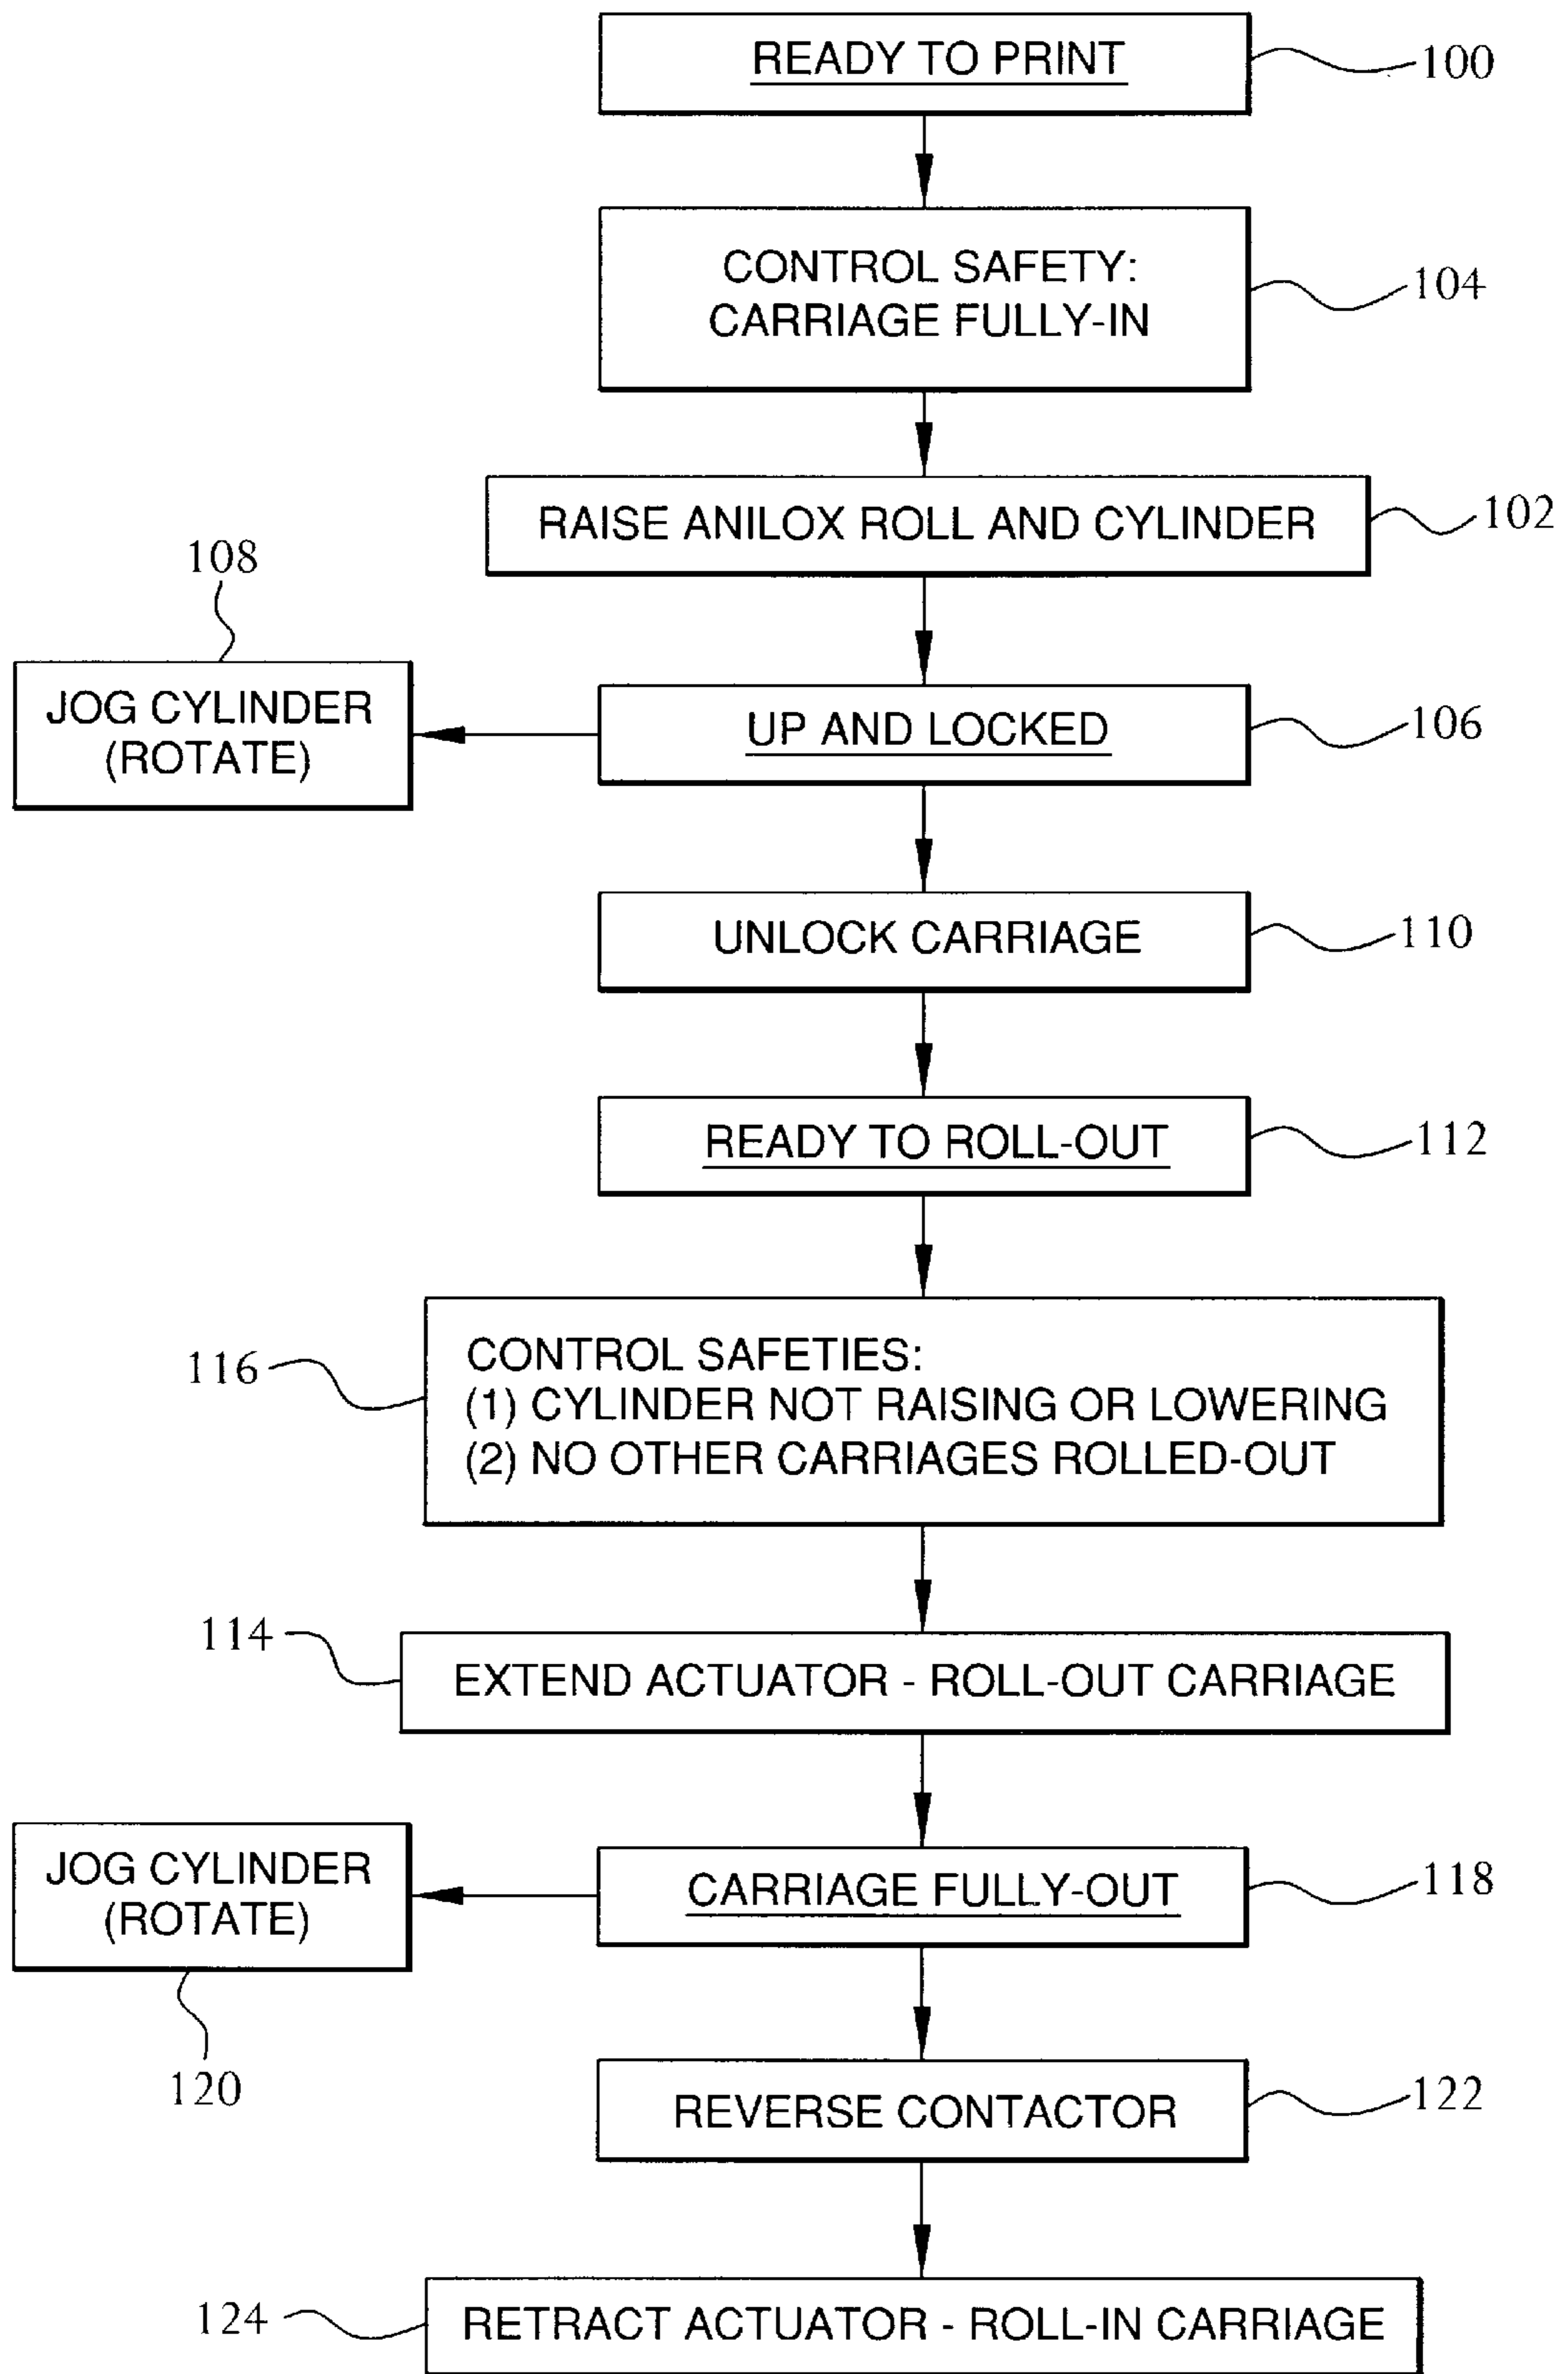 READY TO PRINT
100
CONTROL SAFETY:
CARRIAGE FULLY-IN
104
RAISE ANILOX ROLL AND CYLINDER
102
108
JOG CYLINDER
(ROTATE)
UP AND LOCKED
106
UNLOCK CARRIAGE
110
READY TO ROLL-OUT
112
116
CONTROL SAFETIES:
(1) CYLINDER NOT RAISING OR LOWERING
(2) NO OTHER CARRIAGES ROLLED-OUT
114
EXTEND ACTUATOR - ROLL-OUT CARRIAGE
JOG CYLINDER
(ROTATE)
120
CARRIAGE FULLY-OUT
118
REVERSE CONTACTOR
122
124
RETRACT ACTUATOR - ROLL-IN CARRIAGE